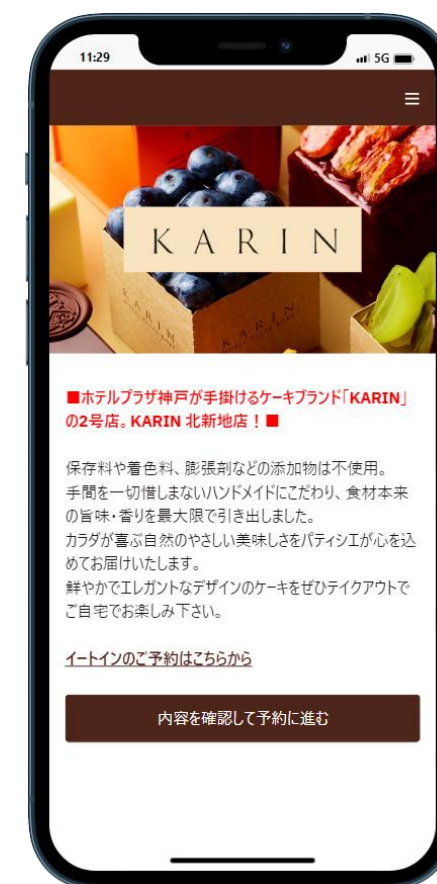 11:29
5G
KARIN
KARIN
■ホテルプラザ神戸が手掛けるケーキブランド「KARIN」
の2号店。KARIN 北新地店！■
保存料や着色料、膨張剤などの添加物は不使用。
手間を一切惜しまないハンドメイドにこだわり、食材本来
の旨味・香りを最大限で引き出しました。
カラダが喜ぶ自然のやさしい美味しさをパティシエが心を込
めてお届けいたします。
鮮やかでエレガントなデザインのケーキをぜひテイクアウトで
ご自宅でお楽しみ下さい。
イートインのご予約はこちらから
内容を確認して予約に進む